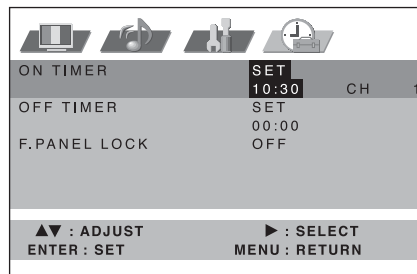 ON TIMER SET
10:30 CH 1
OFF TIMER SET
00:00
F.PANEL LOCK OFF
▲▼ : ADJUST ▶ : SELECT
ENTER : SET MENU : RETURN